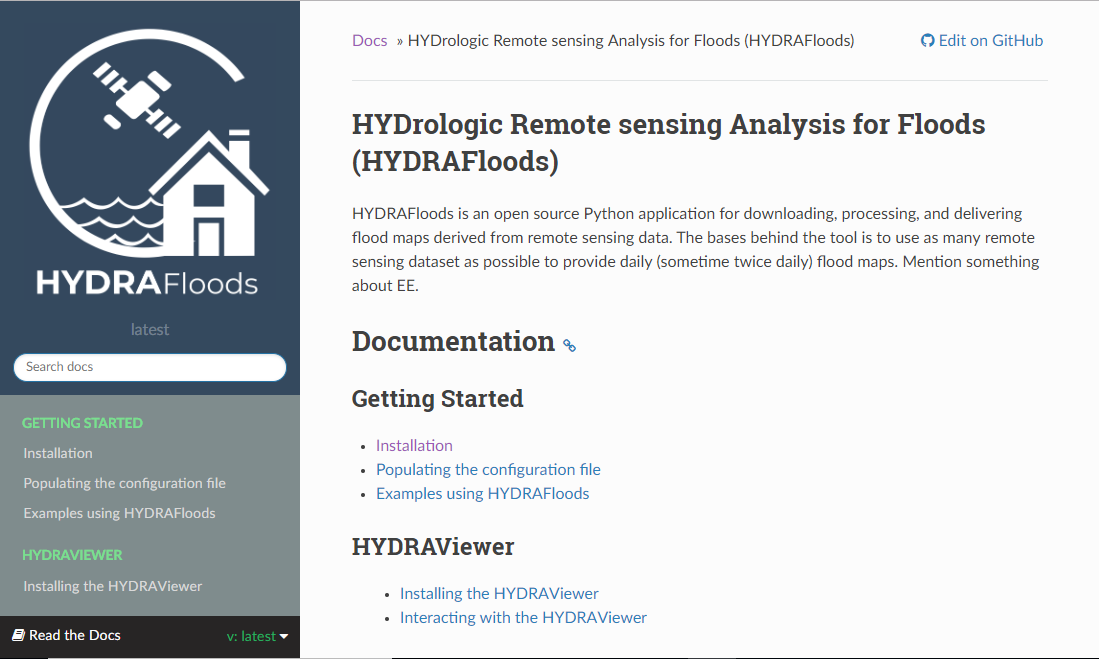 HYDRAFloods
latest
Search docs
GETTING STARTED
Installation
Populating the configuration file
Examples using HYDRAFloods
HYDRAVIEWER
Installing the HYDRAViewer
Read the Docs
v: latest
Docs » HYDrologic Remote sensing Analysis for Floods (HYDRAFloods)
Edit on GitHub
HYDrologic Remote sensing Analysis for Floods
(HYDRAFloods)
HYDRAFloods is an open source Python application for downloading, processing, and delivering
flood maps derived from remote sensing data. The bases behind the tool is to use as many remote
sensing dataset as possible to provide daily (sometime twice daily) flood maps. Mention something
about EE.
Documentation
Getting Started
• Installation
• Populating the configuration file
• Examples using HYDRAFloods
HYDRAViewer
• Installing the HYDRAViewer
• Interacting with the HYDRAViewer